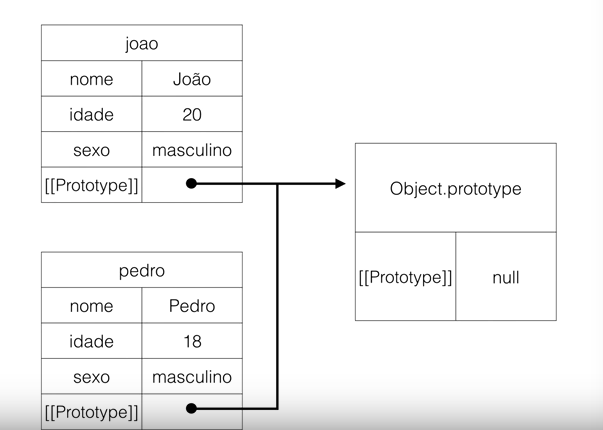 joao
nome João
idade 20
sexo masculino
[[Prototype]]
Object.prototype
[[Prototype]] null
pedro
nome Pedro
idade 18
sexo masculino
[[Prototype]]